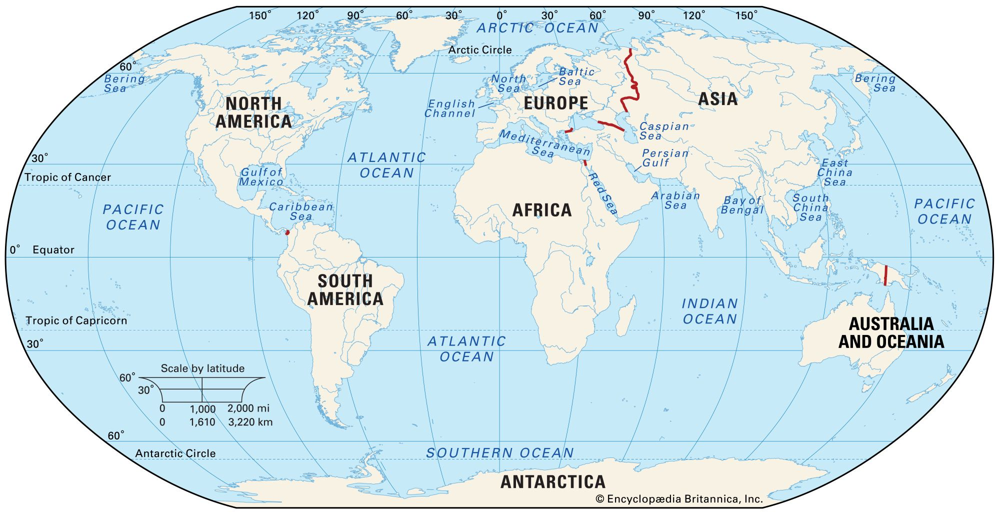 150° 120° 90° 60° 30° 0° 30° 60° 90° 120° 150°
ARCTIC OCEAN
Arctic Circle
60°
Bering
Sea
North
Sea
Baltic
Sea
Bering
Sea
NORTH
AMERICA
English
Channel
EUROPE
ASIA
Caspian
Sea
Mediterranean
Sea
Persian
Gulf
30°
Tropic of Cancer
ATLANTIC
OCEAN
Gulf of
Mexico
Red Sea
East
China
Sea
PACIFIC
OCEAN
Caribbean
Sea
AFRICA
Arabian
Sea
Bay of
Bengal
South
China
Sea
PACIFIC
OCEAN
0° Equator
SOUTH
AMERICA
INDIAN
OCEAN
Tropic of Capricorn
AUSTRALIA
AND OCEANIA
30°
ATLANTIC
OCEAN
Scale by latitude
60°
30°
0 1,000 2,000 mi
0 1,610 3,220 km
60°
Antarctic Circle
SOUTHERN OCEAN
ANTARCTICA
© Encyclopædia Britannica, Inc.